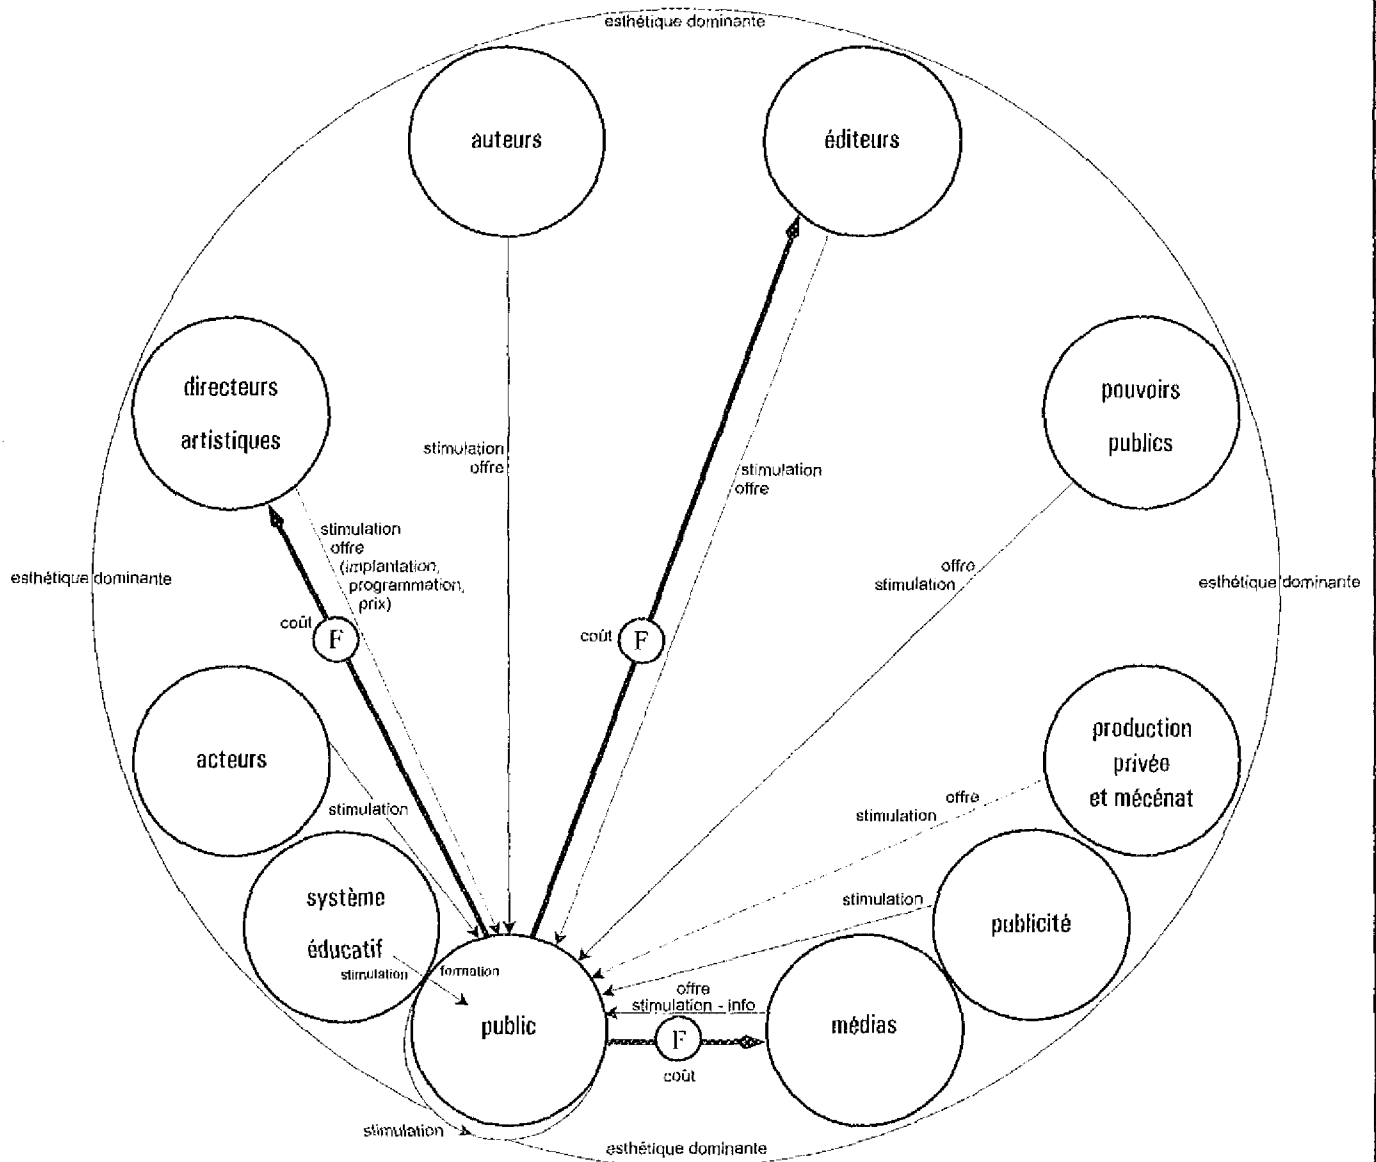 esthétique dominante
auteurs
éditeurs
directeurs
artistiques
pouvoirs
publics
stimulation
offre
stimulation
offre
stimulation
offre
(implantation,
programmation,
prix)
offre
stimulation
esthétique dominante
esthétique dominante
coût
F
coût
F
acteurs
production
privée
et mécénat
stimulation
offre
stimulation
système
éducatif
stimulation
publicité
stimulation
formation
offre
stimulation - info
public
F
médias
coût
stimulation
esthétique dominante